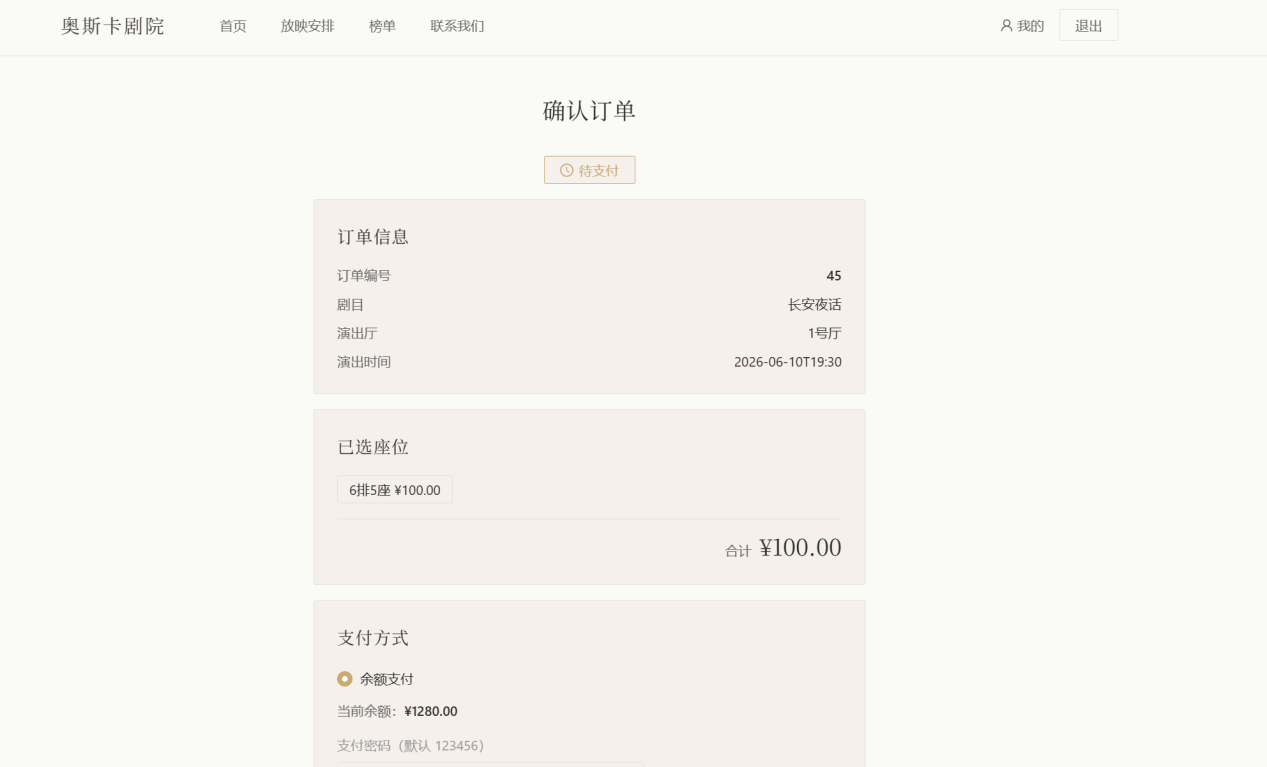 奥斯卡剧院 首页 放映安排 榜单 联系我们 我的 退出
确认订单
待支付
订单信息
订单编号 45
剧目 长安夜话
演出厅 1号厅
演出时间 2026-06-10T19:30
已选座位
6排5座 ¥100.00
合计 ¥100.00
支付方式
余额支付
当前余额：¥1280.00
支付密码（默认 123456）